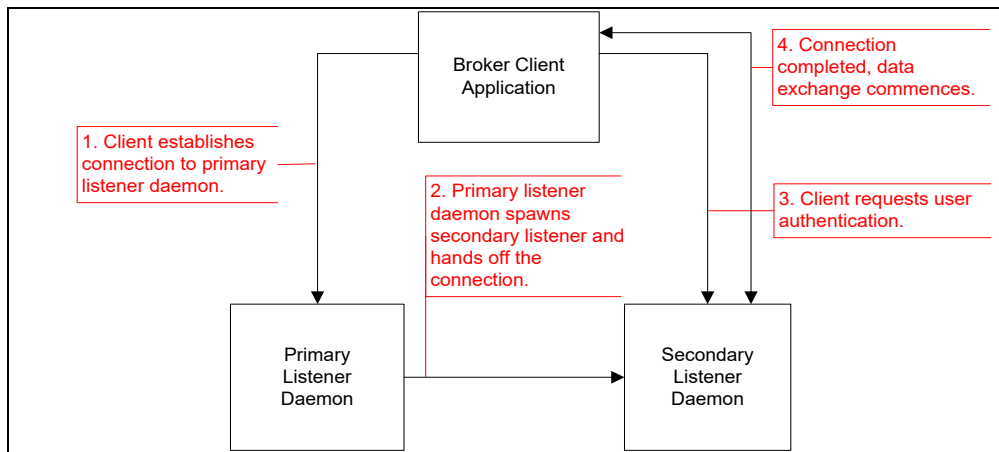 Broker Client
Application
4. Connection
completed, data
exchange commences.
1. Client establishes
connection to primary
listener daemon.
2. Primary listener
daemon spawns
secondary listener and
hands off the
connection.
3. Client requests user
authentication.
Primary
Listener
Daemon
Secondary
Listener
Daemon